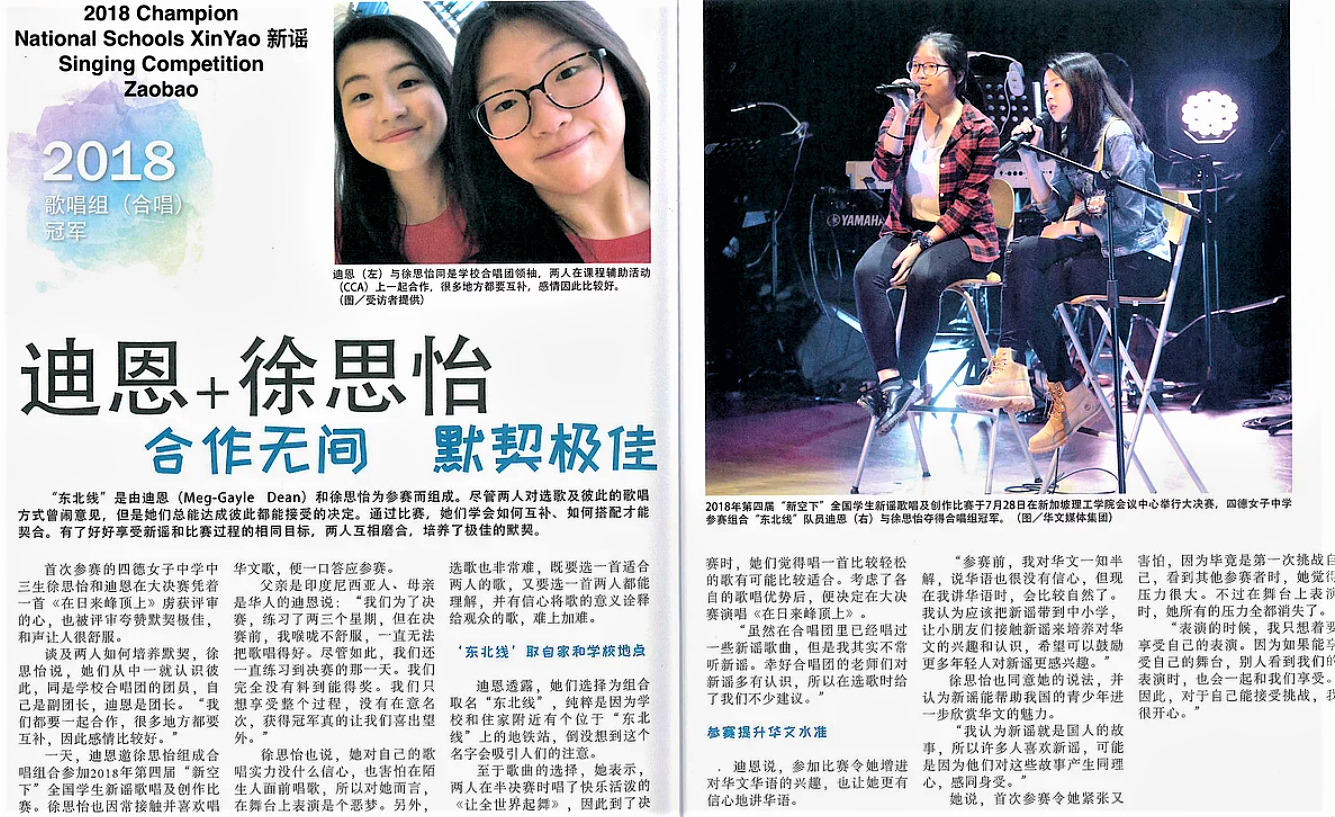 2018 Champion
National Schools XinYao 新谣
Singing Competition
Zaobao
2018
歌唱组（合唱）
冠军
迪恩（左）与徐思怡同是学校合唱团领袖，两人在课程辅助活动
（CCA）上一起合作，很多地方都要互补，感情因此比较好。
（图／受访者提供）
迪恩+徐思怡
合作无间 默契极佳
“东北线”是由迪恩（Meg-Gayle Dean）和徐思怡为参赛而组成。尽管两人对选歌及彼此的歌唱
方式曾闹意见，但是她们总能达成彼此都能接受的决定。通过比赛，她们学会如何互补、如何搭配才能
契合。有了好好享受新谣和比赛过程的相同目标，两人互相磨合，培养了极佳的默契。
首次参赛的四德女子中学中
三生徐思怡和迪恩在大决赛凭着
一首《在日来峰顶上》虏获评审
的心，也被评审夸赞默契极佳，
和声让人很舒服。
谈及两人如何培养默契，徐
思怡说，她们从中一就认识彼
此，同是学校合唱团的团员，自
己是副团长，迪恩是团长。“我
们都要一起合作，很多地方都要
互补，因此感情比较好。”
一天，迪恩邀徐思怡组成合
唱组合参加2018年第四届“新空
下”全国学生新谣歌唱及创作比
赛。徐思怡也因常接触并喜欢唱
华文歌，便一口答应参赛。
父亲是印度尼西亚人、母亲
是华人的迪恩说：“我们为了决
赛，练习了两三个星期，但在决
赛前，我喉咙不舒服，一直无法
把歌唱得好。尽管如此，我们还
一直练习到决赛的那一天。我们
完全没有料到能得奖。我们只
想享受整个过程，没有在意名
次，获得冠军真的让我们喜出望
外。”
徐思怡也说，她对自己的歌
唱实力没什么信心，也害怕在陌
生人面前唱歌，所以对她而言，
在舞台上表演是个恶梦。另外，
选歌也非常难，既要选一首适合
两人的歌，又要选一首两人都能
理解，并有信心将歌的意义诠释
给观众的歌，难上加难。
‘东北线’取自家和学校地点
迪恩透露，她们选择为组合
取名“东北线”，纯粹是因为学
校和住家附近有个位于“东北
线”上的地铁站，倒没想到这个
名字会吸引人们的注意。
至于歌曲的选择，她表示，
两人在半决赛时唱了快乐活泼的
《让全世界起舞》，因此到了决
YAMAHA
2018年第四届“新空下”全国学生新谣歌唱及创作比赛于7月28日在新加坡理工学院会议中心举行大决赛，四德女子中学
参赛组合“东北线”队员迪恩（右）与徐思怡夺得合唱组冠军。（图／华文媒体集团）
赛时，她们觉得唱一首比较轻松
的歌有可能比较适合。考虑了各
自的歌唱优势后，便决定在大决
赛演唱《在日来峰顶上》。
“虽然在合唱团里已经唱过
一些新谣歌曲，但是我其实不常
听新谣。幸好合唱团的老师们对
新谣多有认识，所以在选歌时给
了我们不少建议。”
参赛提升华文水准
迪恩说，参加比赛令她增进
对华文华语的兴趣，也让她更有
信心地讲华语。
“参赛前，我对华文一知半
解，说华语也很没有信心，但现
在我讲华语时，会比较自然了。
我认为应该把新谣带到中小学，
让小朋友们接触新谣来培养对华
文的兴趣和认识，希望可以鼓励
更多年轻人对新谣更感兴趣。”
徐思怡也同意她的说法，并
认为新谣能帮助我国的青少年进
一步欣赏华文的魅力。
“我认为新谣就是国人的故
事，所以许多人喜欢新谣，可能
是因为他们对这些故事产生同理
心，感同身受。”
她说，首次参赛令她紧张又
害怕，因为毕竟是第一次挑战自
己，看到其他参赛者时，她觉得
压力很大。不过在舞台上表演
时，她所有的压力全都消失了。
“表演的时候，我只想着要
享受自己的表演。因为如果能享
受自己的舞台，别人看到我们的
表演时，也会一起和我们享受。
因此，对于自己能接受挑战，我
很开心。”